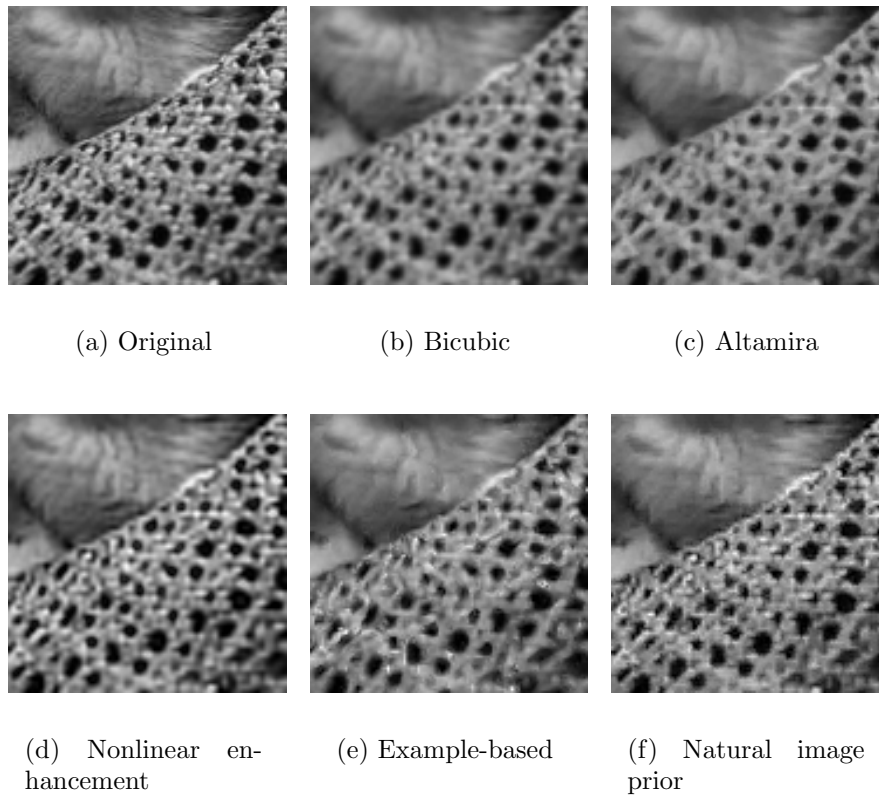 (a) Original
(b) Bicubic
(c) Altamira
(d) Nonlinear en-
hancement
(e) Example-based
(f) Natural image
prior